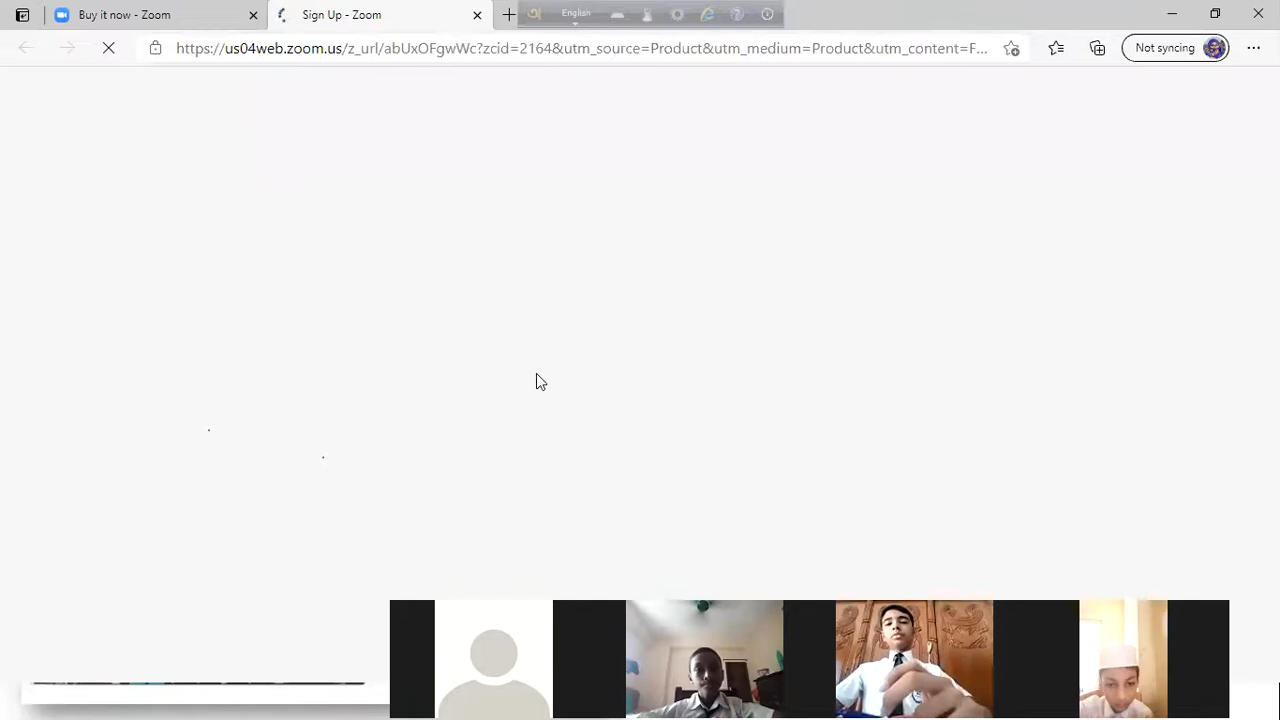 Buy it now - Zoom
Sign Up - Zoom
অ English
https://us04web.zoom.us/z_url/abUxOFgwWc?zcid=2164&utm_source=Product&utm_medium=Product&utm_content=F...
Not syncing